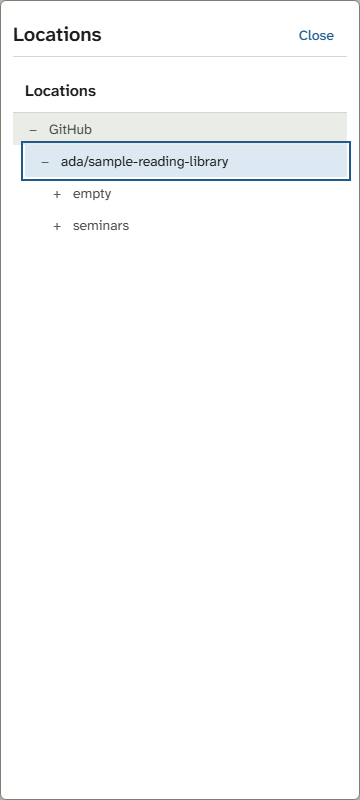 Locations
Close
Locations
– GitHub
– ada/sample-reading-library
+ empty
+ seminars